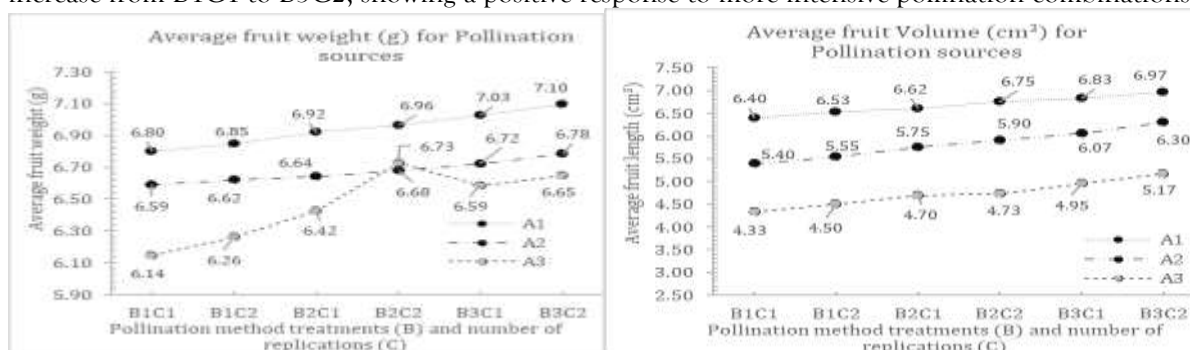 increase from B1C1 to B3C2, showing a positive response to more intensive pollination combinations
Average fruit weight (g) for Pollination
sources
Average fruit weight (g)
7.30
7.10
6.90
6.70
6.50
6.30
6.10
5.90
6.80
6.85
6.92
6.96
7.03
7.10
6.59
6.62
6.64
6.68
6.72
6.78
6.14
6.26
6.42
6.73
6.59
6.65
A1
A2
A3
B1C1 B1C2 B2C1 B2C2 B3C1 B3C2
Pollination method treatments (B) and number of
replications (C)
Average fruit Volume (cm³) for
Pollination sources
Average fruit length (cm³)
7.50
7.00
6.50
6.00
5.50
5.00
4.50
4.00
3.50
3.00
2.50
6.40
6.53
6.62
6.75
6.83
6.97
5.40
5.55
5.75
5.90
6.07
6.30
4.33
4.50
4.70
4.73
4.95
5.17
A1
A2
A3
B1C1 B1C2 B2C1 B2C2 B3C1 B3C2
Pollination method treatments (B) and number of
replications (C)